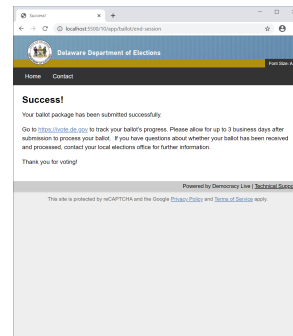 Success!
localhost:5500/10/app/ballot/end-session
Delaware Department of Elections
Font Size: A
Home Contact
Success!
Your ballot package has been submitted successfully.
Go to https://ivote.de.gov to track your ballot's progress. Please allow for up to 3 business days after
submission to process your ballot. If you have questions about whether your ballot has been received
and processed, contact your local elections office for further information.
Thank you for voting!
Powered by Democracy Live | Technical Suppo
This site is protected by reCAPTCHA and the Google Privacy Policy and Terms of Service apply.